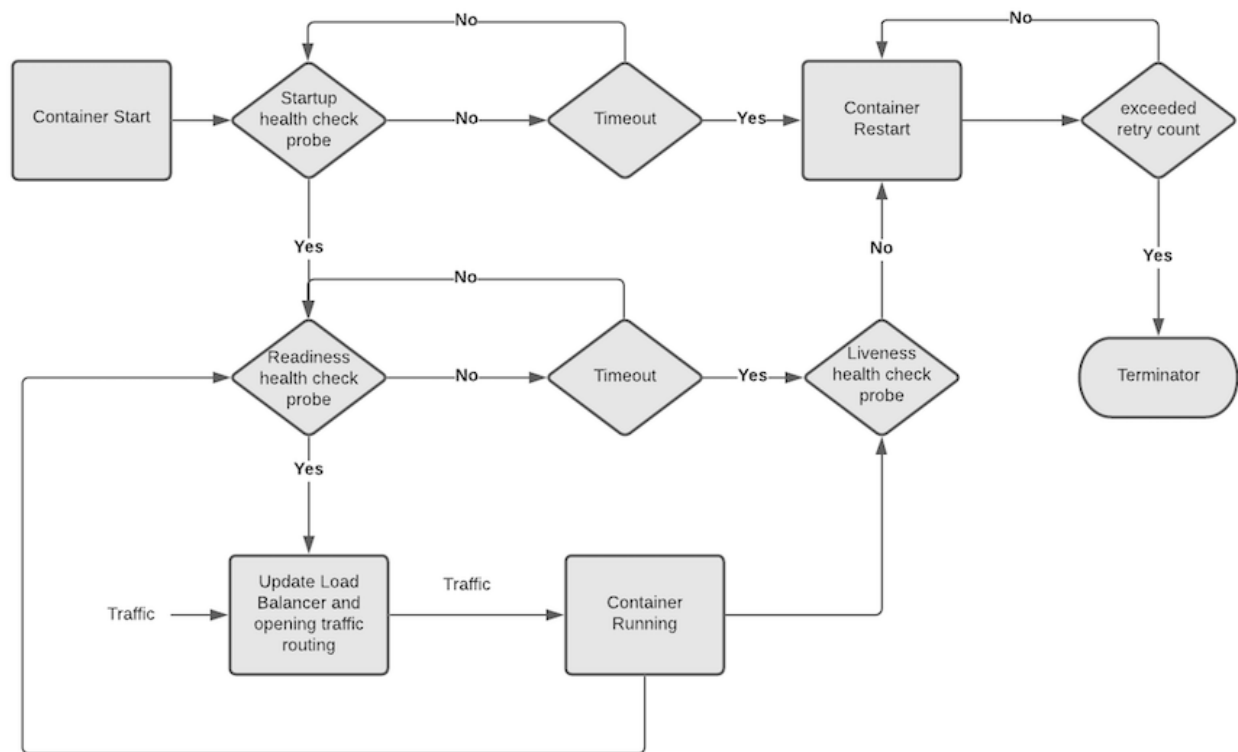 No
No
Container Start
Startup
health check
probe
No
Timeout
Yes
Container
Restart
exceeded
retry count
Yes
No
Yes
No
Readiness
health check
probe
No
Timeout
Yes
Liveness
health check
probe
Terminator
Yes
Traffic
Update Load
Balancer and
opening traffic
routing
Traffic
Container
Running